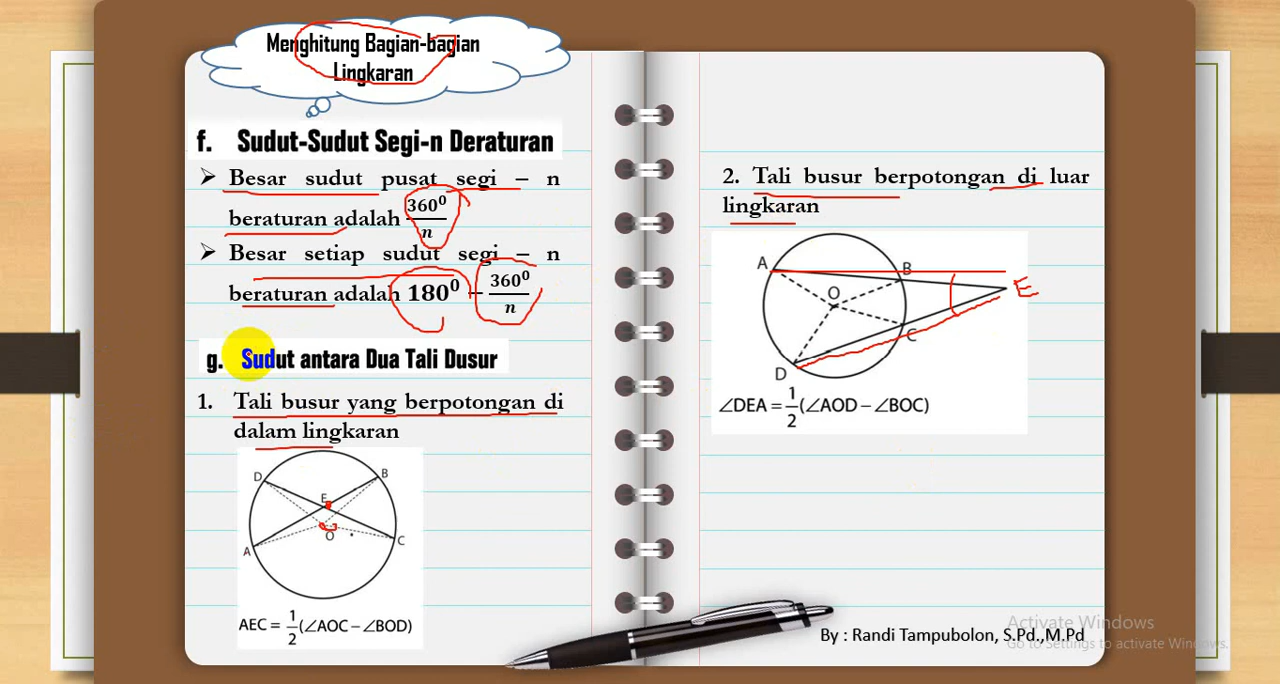 Menghitung Bagian-bagian
Lingkaran
f. Sudut-Sudut Segi-n Deraturan
➢ Besar sudut pusat segi – n
beraturan adalah 360⁰/n
➢ Besar setiap sudut segi – n
beraturan adalah 180⁰ – 360⁰/n
g. Sudut antara Dua Tali Dusur
1. Tali busur yang berpotongan di
dalam lingkaran
D
B
E
O
A
C
AEC = 1/2(∠AOC – ∠BOD)
2. Tali busur berpotongan di luar
lingkaran
A
B
O
E
C
D
∠DEA = 1/2(∠AOD – ∠BOC)
By : Randi Tampubolon, S.Pd.,M.Pd
Activate Windows
Go to Settings to activate Windows.